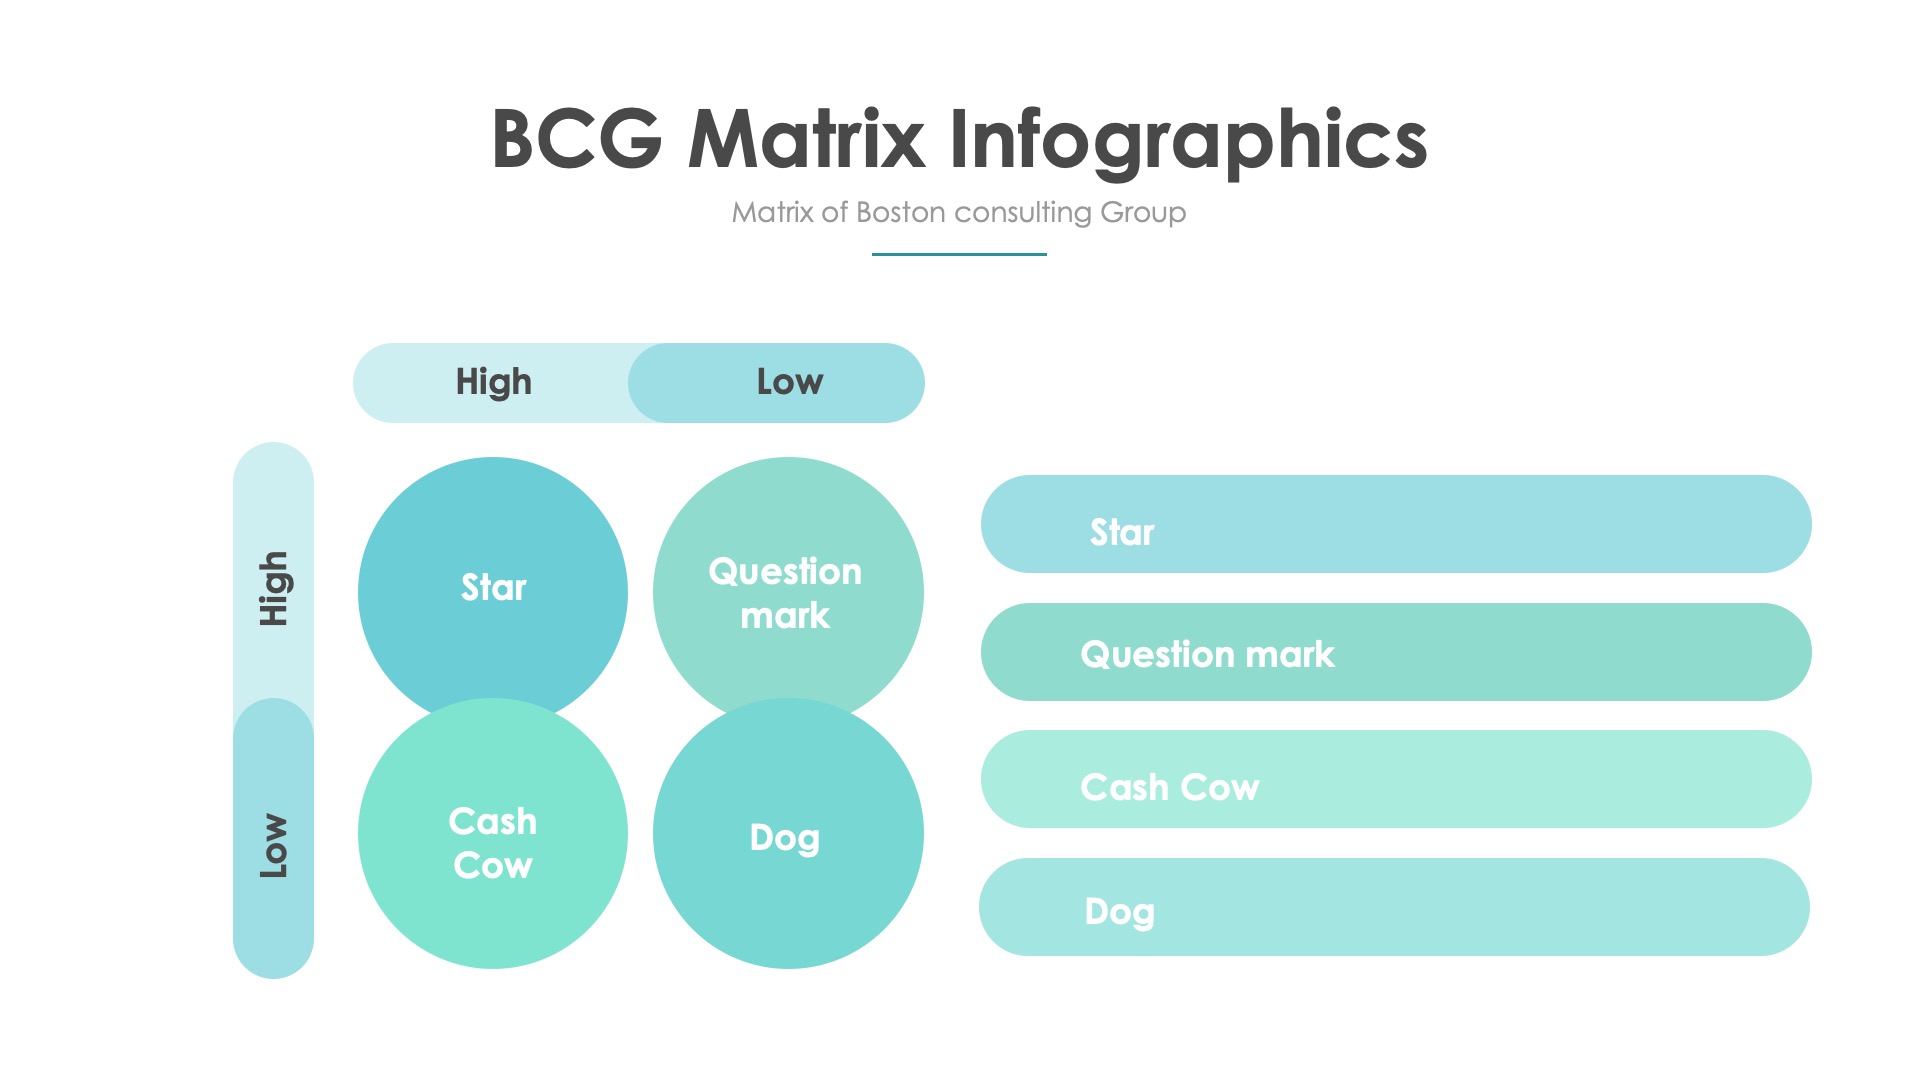 BCG Matrix Infographics
Matrix of Boston consulting Group
High
Low
High
Low
Star
Question
mark
Cash
Cow
Dog
Star
Question mark
Cash Cow
Dog